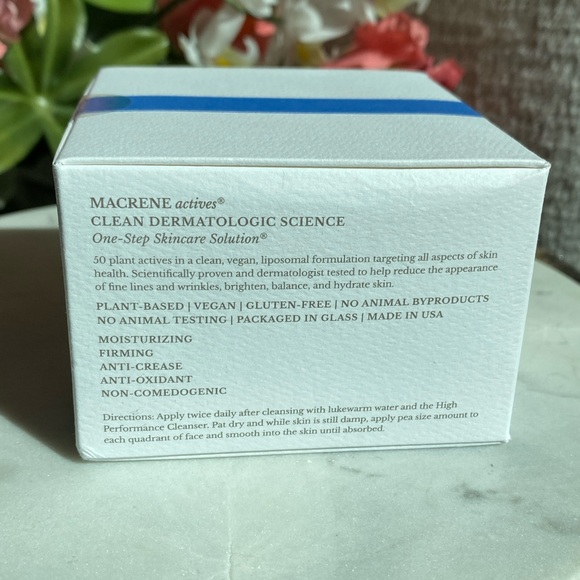 MACRENE actives®
CLEAN DERMATOLOGIC SCIENCE
One-Step Skincare Solution®
50 plant actives in a clean, vegan, liposomal formulation targeting all aspects of skin
health. Scientifically proven and dermatologist tested to help reduce the appearance
of fine lines and wrinkles, brighten, balance, and hydrate skin.
PLANT-BASED | VEGAN | GLUTEN-FREE | NO ANIMAL BYPRODUCTS
NO ANIMAL TESTING | PACKAGED IN GLASS | MADE IN USA
MOISTURIZING
FIRMING
ANTI-CREASE
ANTI-OXIDANT
NON-COMEDOGENIC
Directions: Apply twice daily after cleansing with lukewarm water and the High
Performance Cleanser. Pat dry and while skin is still damp, apply pea size amount to
each quadrant of face and smooth into the skin until absorbed.